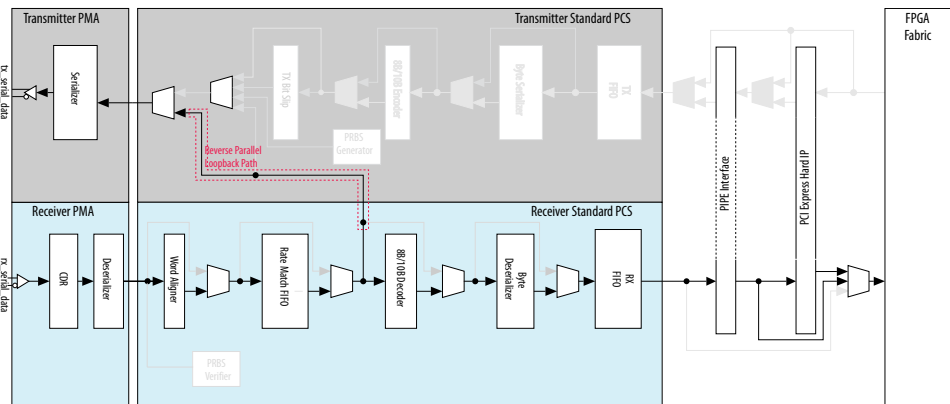 Transmitter PMA
Transmitter Standard PCS
FPGA
Fabric
tx_serial_data
Serializer
TX Bit Slip
8B/10B Encoder
Byte Serializer
TX
FIFO
PRBS
Generator
Reverse Parallel
Loopback Path
PIPE Interface
PCI Express Hard IP
Receiver PMA
Receiver Standard PCS
rx_serial_data
CDR
Deserializer
Word Aligner
Rate Match FIFO
8B/10B Decoder
Byte
Deserializer
RX
FIFO
PRBS
Verifier